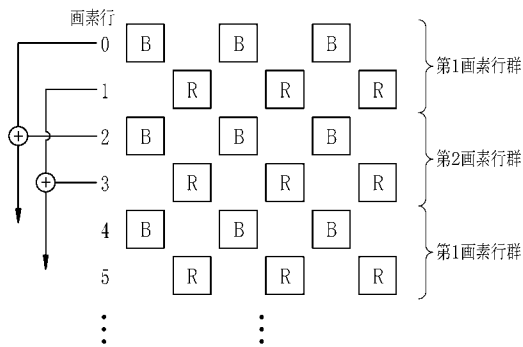 画素行
0 B B B
1 R R R
第1画素行群
+ 2 B B B
+ 3 R R R
第2画素行群
4 B B B
5 R R R
第1画素行群